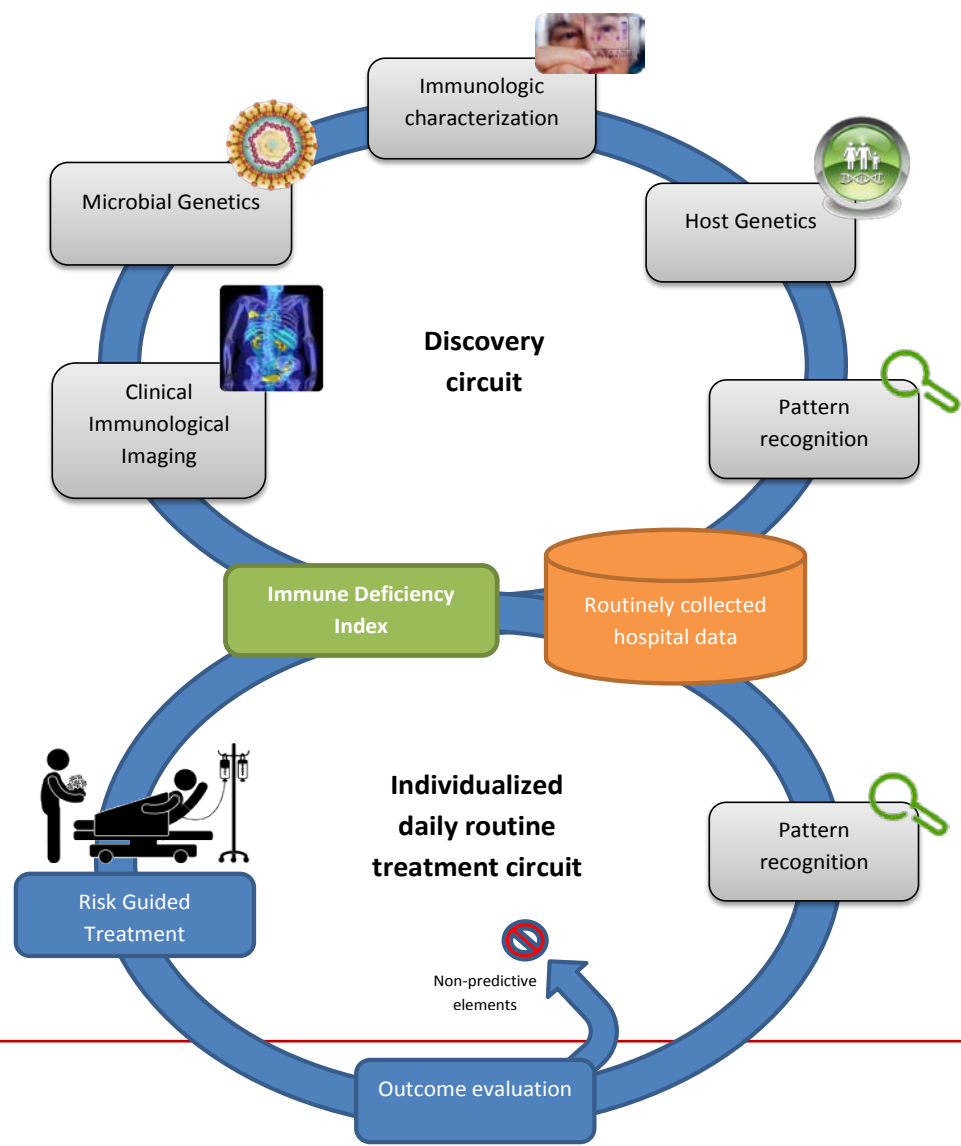 Immunologic
characterization
Microbial Genetics
Host Genetics
Discovery
circuit
Clinical
Immunological
Imaging
Pattern
recognition
Immune Deficiency
Index
Routinely collected
hospital data
Individualized
daily routine
treatment circuit
Pattern
recognition
Risk Guided
Treatment
Non-predictive
elements
Outcome evaluation